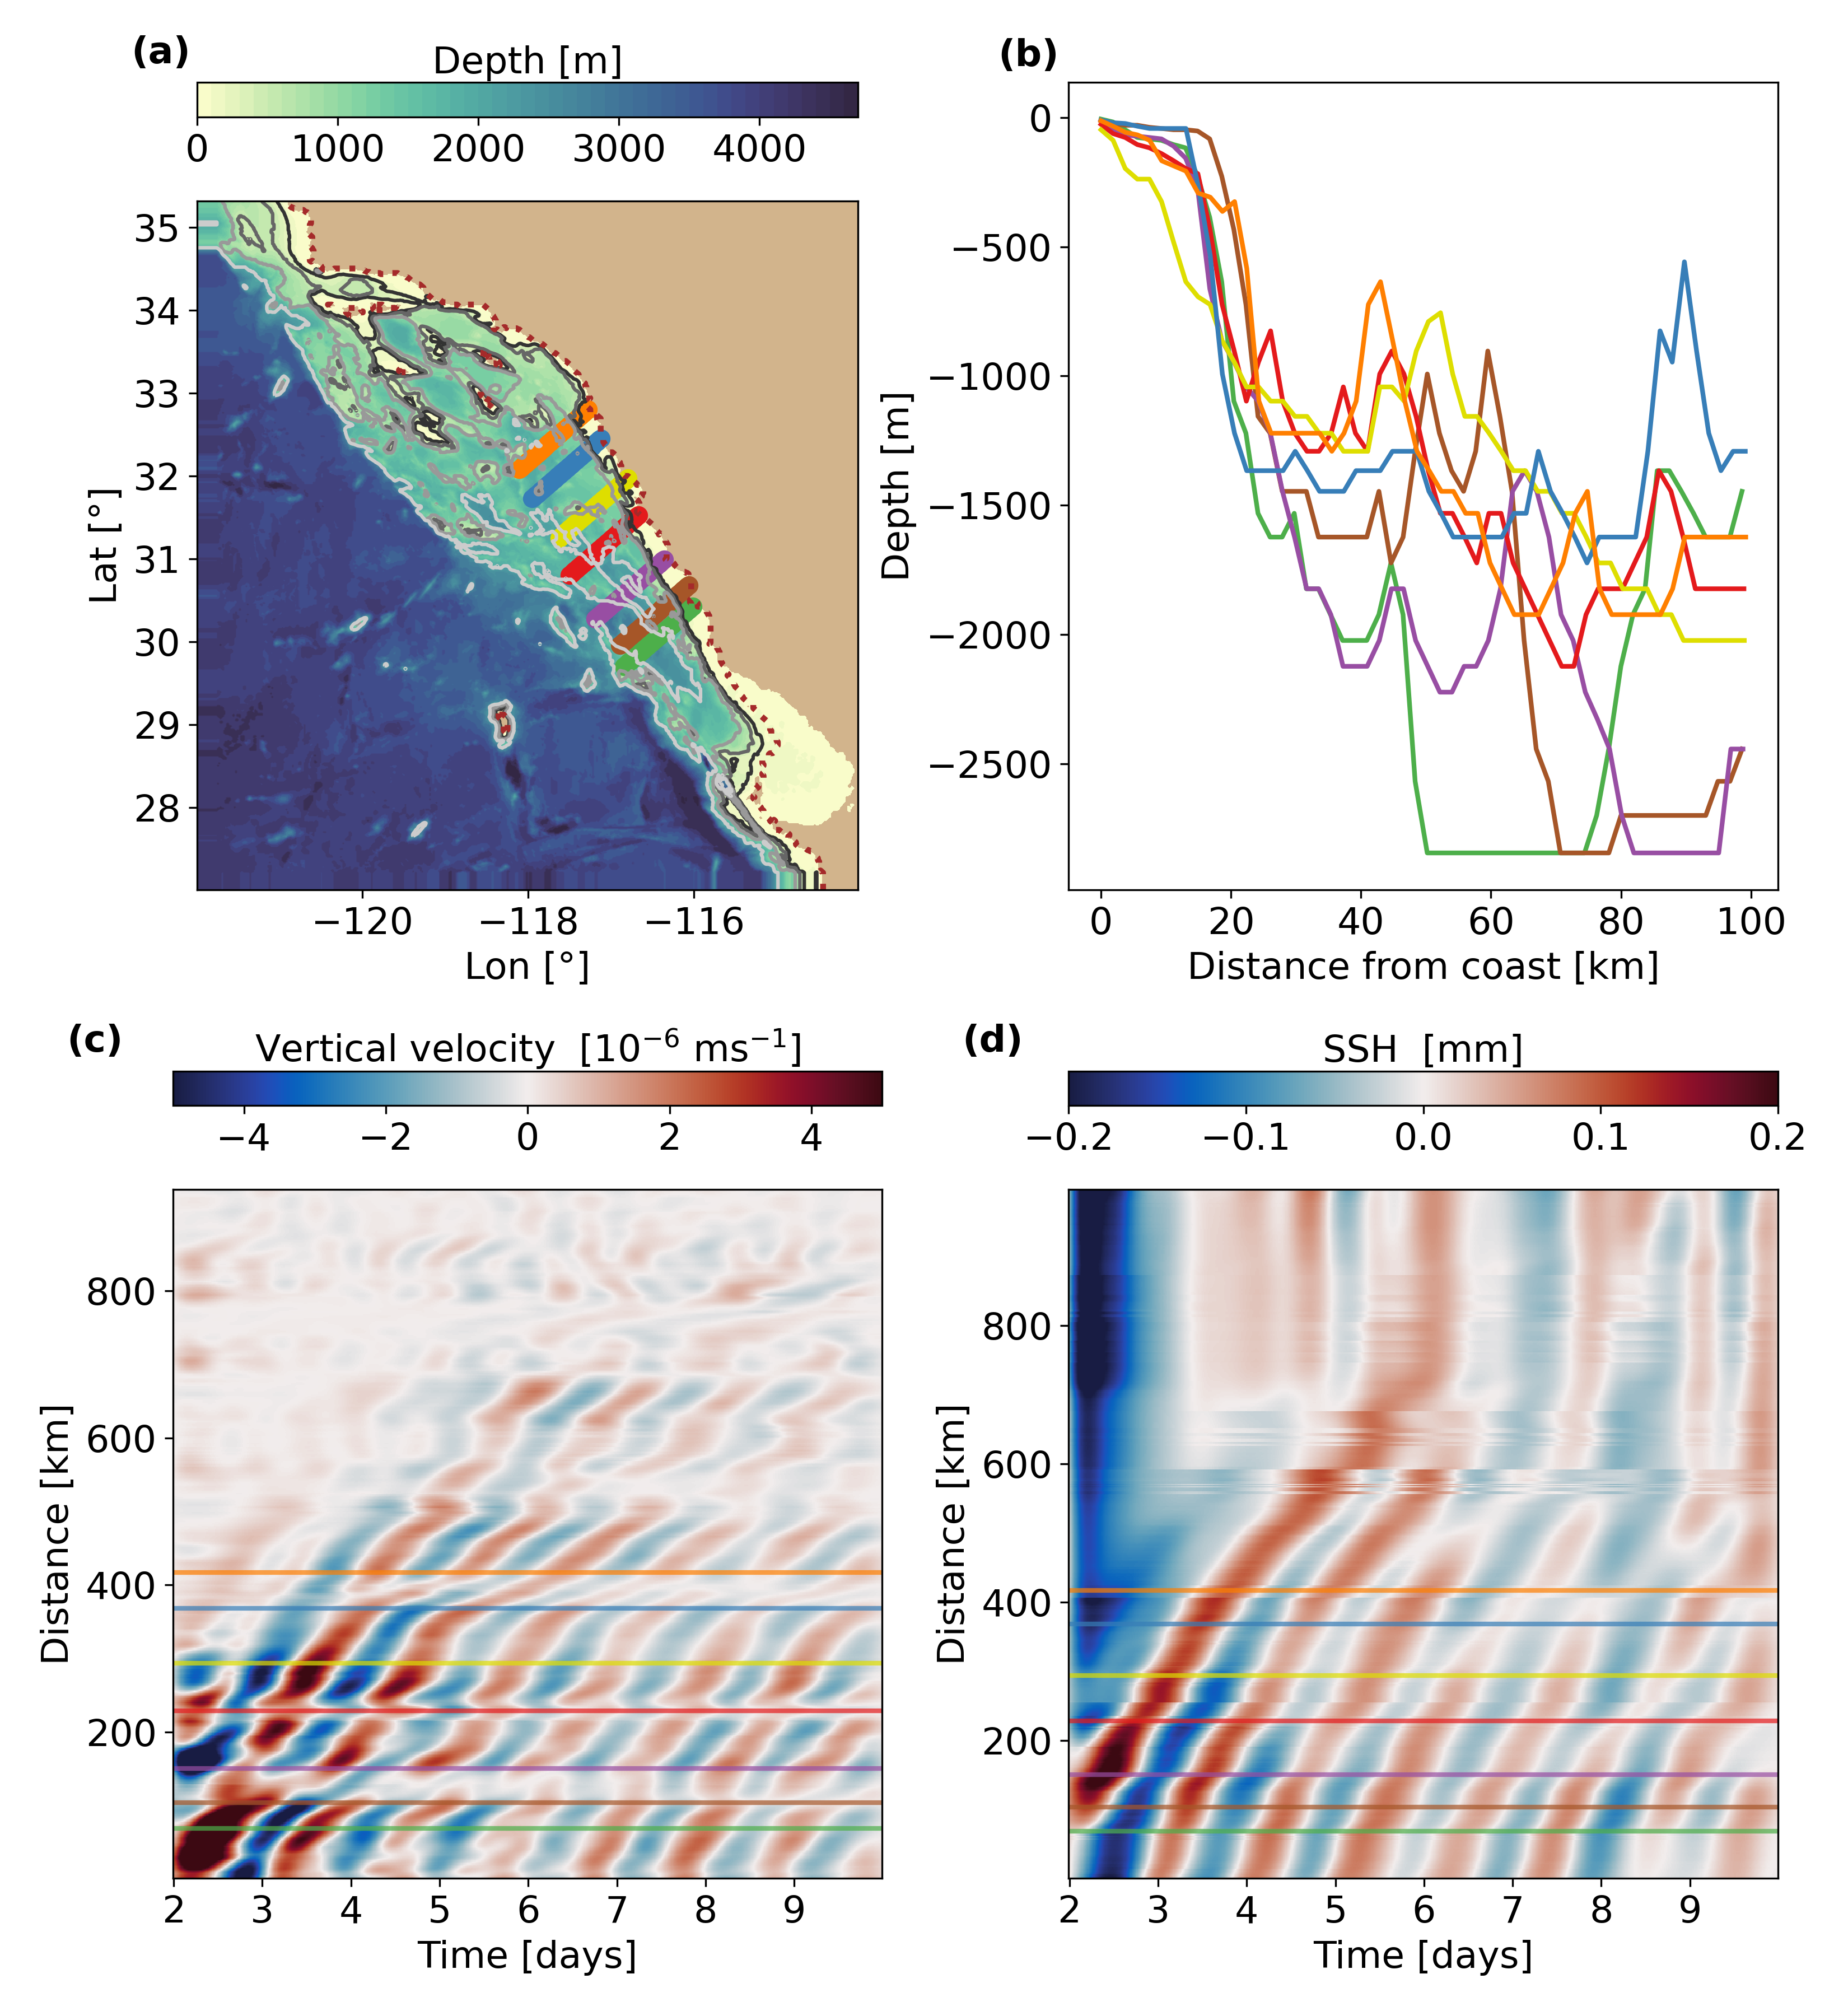 (a)
Depth [m]
0 1000 2000 3000 4000
35
34
33
32
31
30
29
28
Lat [°]
−120 −118 −116
Lon [°]
(b)
0
−500
−1000
−1500
−2000
−2500
Depth [m]
0 20 40 60 80 100
Distance from coast [km]
(c)
Vertical velocity [10⁻⁶ ms⁻¹]
−4 −2 0 2 4
800
600
400
200
Distance [km]
2 3 4 5 6 7 8 9
Time [days]
(d)
SSH [mm]
−0.2 −0.1 0.0 0.1 0.2
800
600
400
200
Distance [km]
2 3 4 5 6 7 8 9
Time [days]